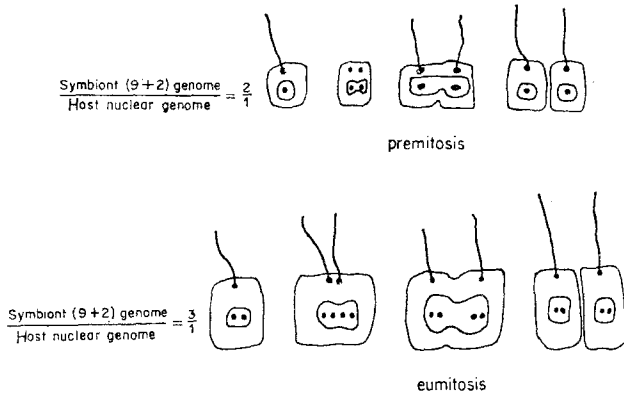 Symbiont (9+2) genome
Host nuclear genome = 2/1
premitosis
Symbiont (9+2) genome
Host nuclear genome = 3/1
eumitosis